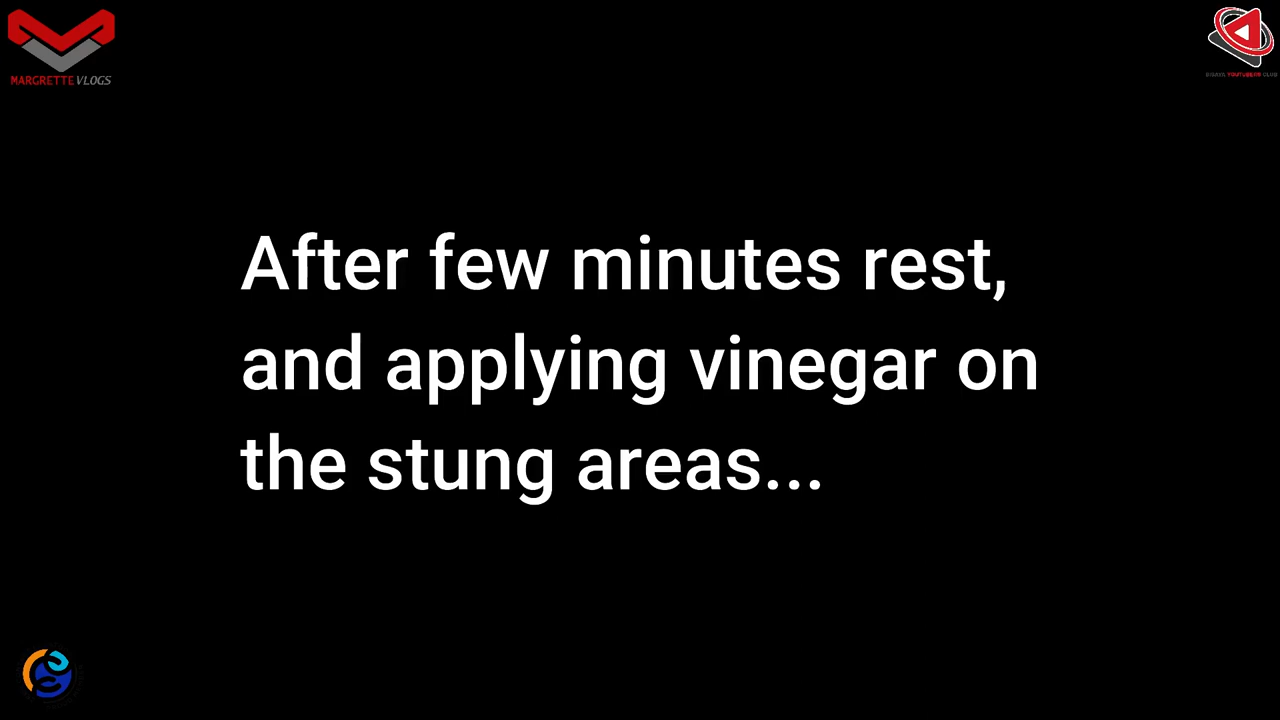 MARGRETTE VLOGS
After few minutes rest,
and applying vinegar on
the stung areas...